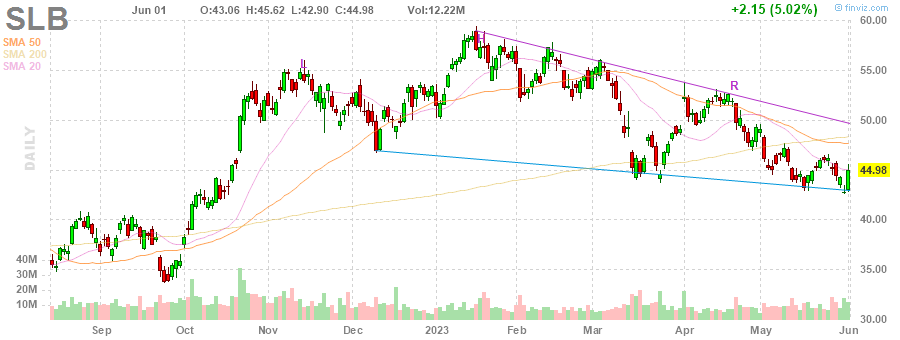 SLB Jun 01 O:43.06 H:45.62 L:42.90 C:44.98 Vol:12.22M +2.15 (5.02%) © finviz.com
SMA 50
SMA 200
SMA 20
DAILY
60.00
55.00
50.00
44.98
40.00
35.00
30.00
40M
30M
20M
10M
L
H
R
Sep Oct Nov Dec 2023 Feb Mar Apr May Jun